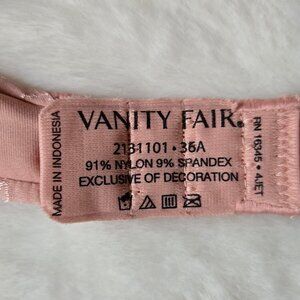 VANITY FAIR®
2131101 • 36A
91% NYLON 9% SPANDEX
EXCLUSIVE OF DECORATION
MADE IN INDONESIA
RN 16345 • 4JET